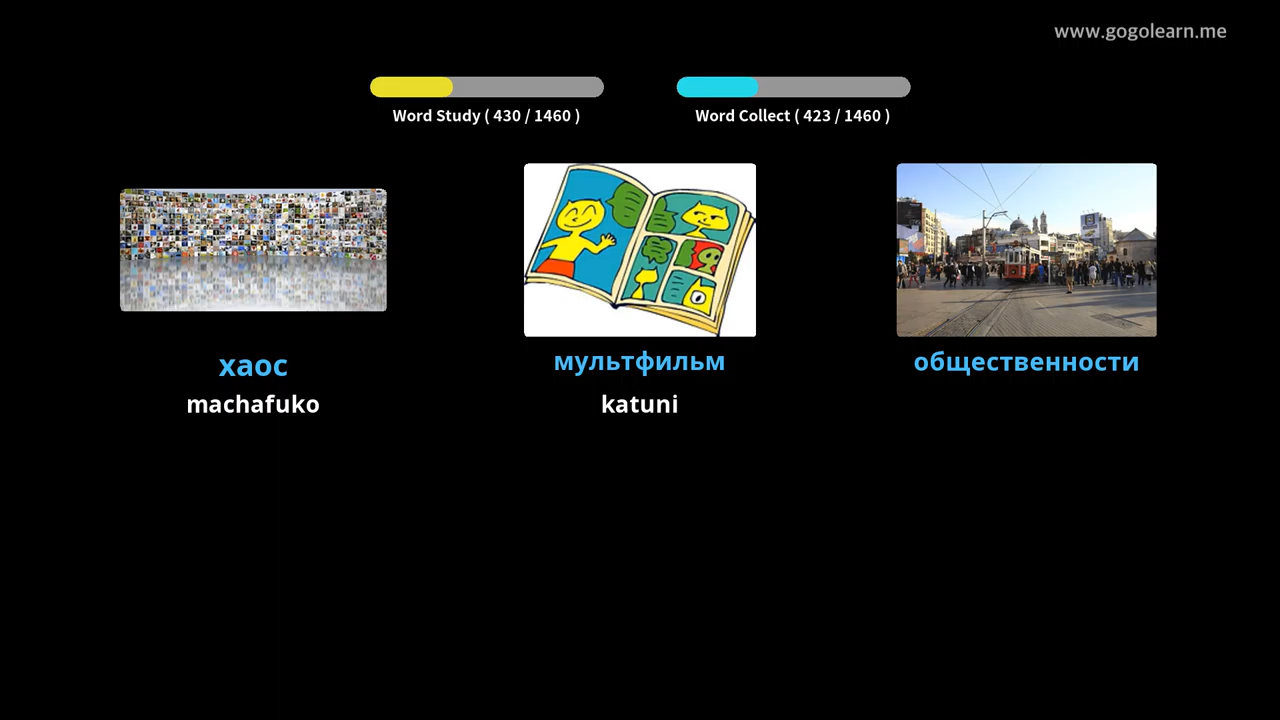 www.gogolearn.me
Word Study ( 430 / 1460 )
Word Collect ( 423 / 1460 )
хаос
machafuko
мультфильм
katuni
общественности